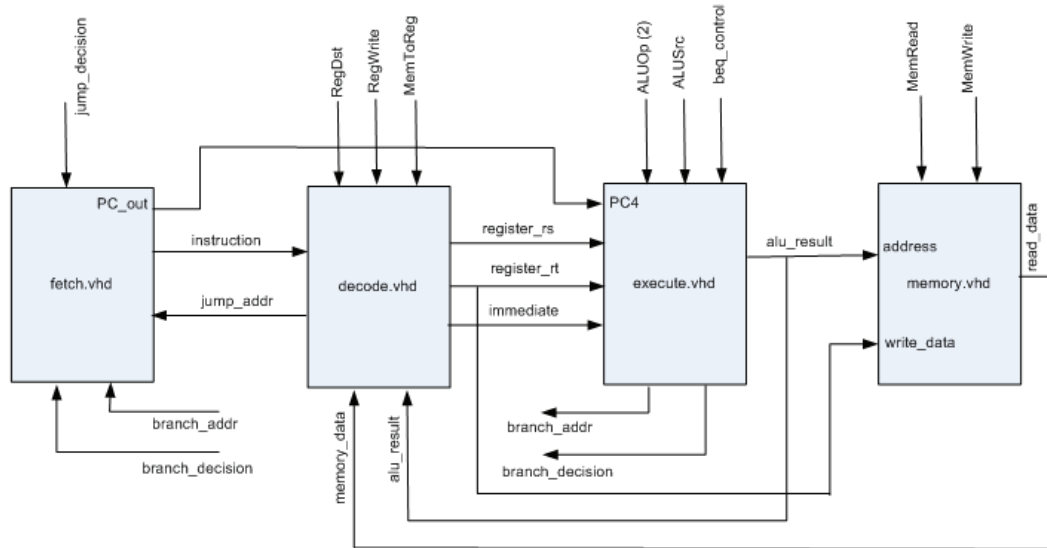 jump_decision
RegDst
RegWrite
MemToReg
ALUOp (2)
ALUSrc
beq_control
MemRead
MemWrite
PC_out
instruction
fetch.vhd
jump_addr
decode.vhd
register_rs
register_rt
immediate
PC4
execute.vhd
alu_result
address
memory.vhd
write_data
read_data
branch_addr
branch_decision
memory_data
alu_result
branch_addr
branch_decision